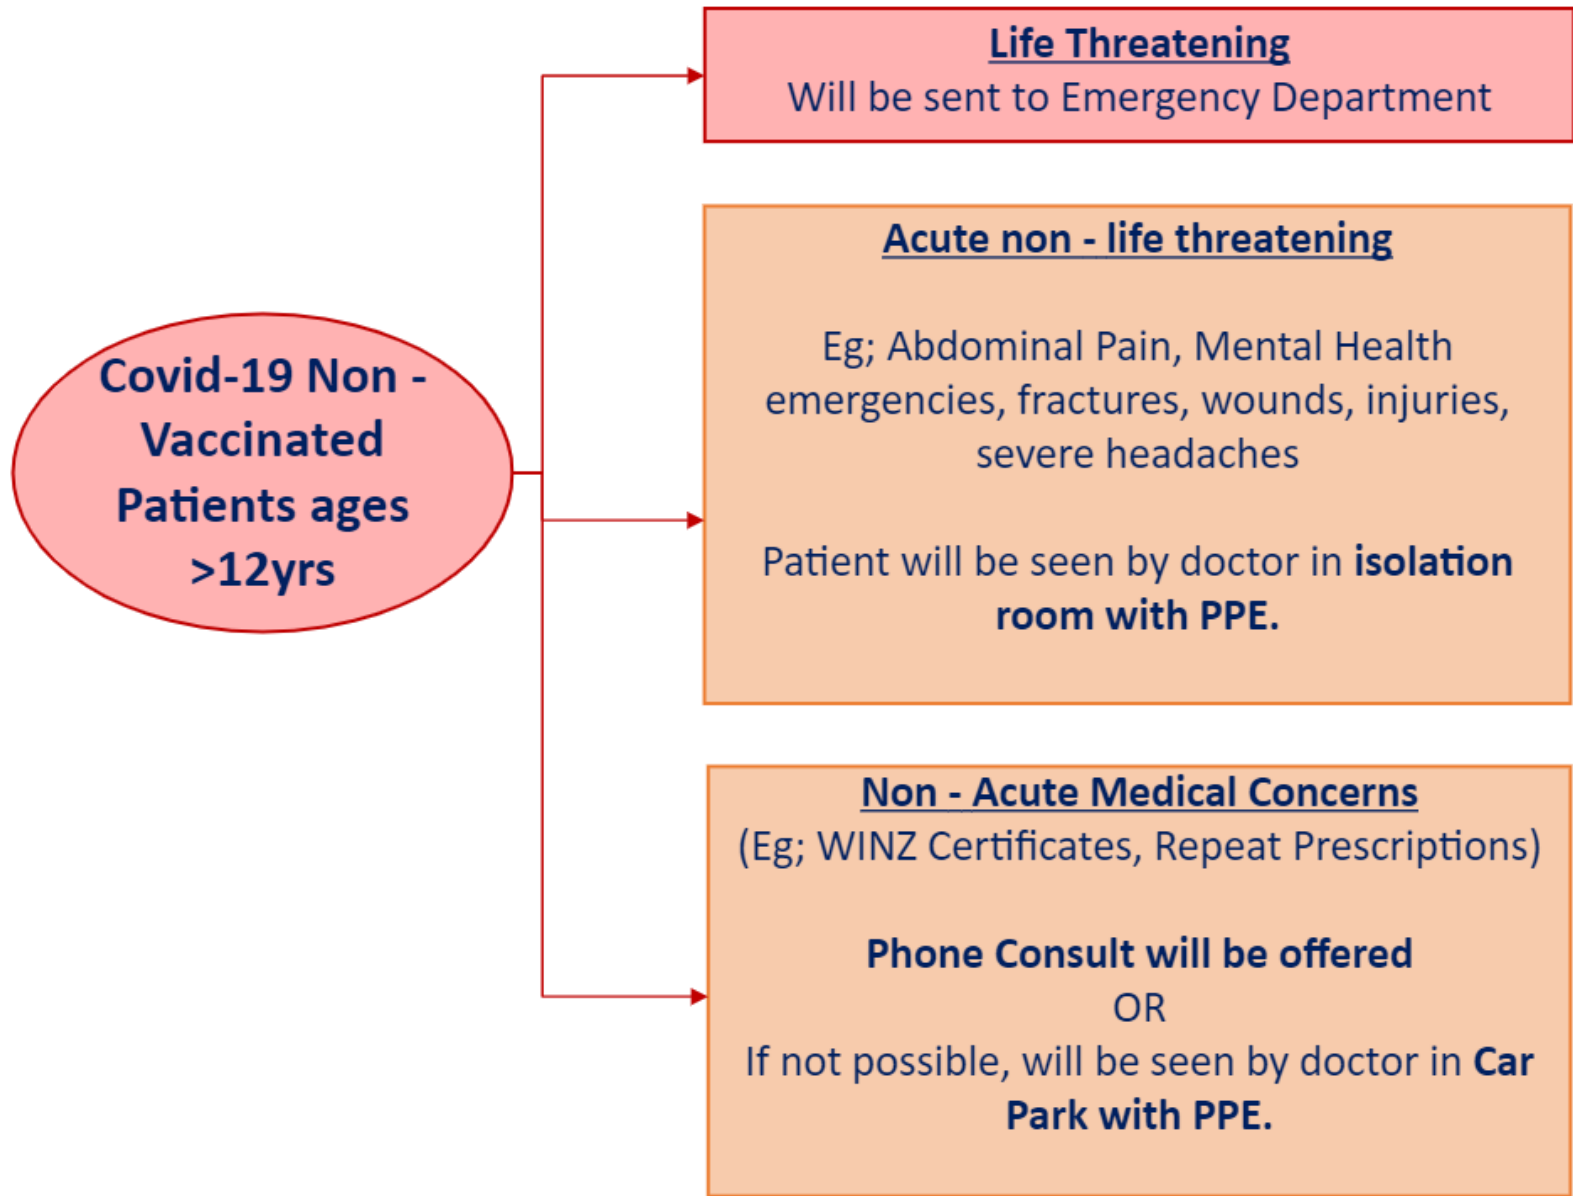 Covid-19 Non -
Vaccinated
Patients ages
>12yrs
Life Threatening
Will be sent to Emergency Department
Acute non - life threatening
Eg; Abdominal Pain, Mental Health
emergencies, fractures, wounds, injuries,
severe headaches
Patient will be seen by doctor in isolation
room with PPE.
Non - Acute Medical Concerns
(Eg; WINZ Certificates, Repeat Prescriptions)
Phone Consult will be offered
OR
If not possible, will be seen by doctor in Car
Park with PPE.